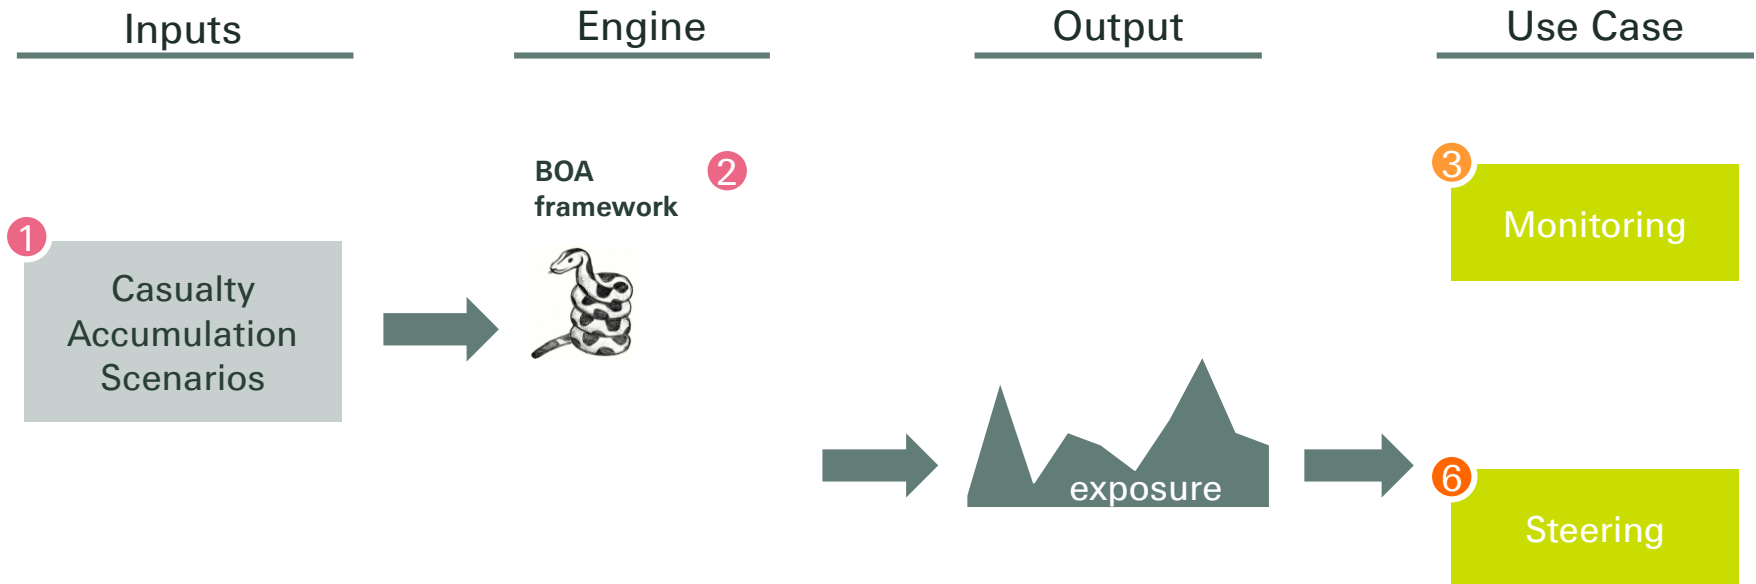 Inputs
Engine
Output
Use Case
1
Casualty
Accumulation
Scenarios
BOA
framework
2
exposure
3
Monitoring
6
Steering